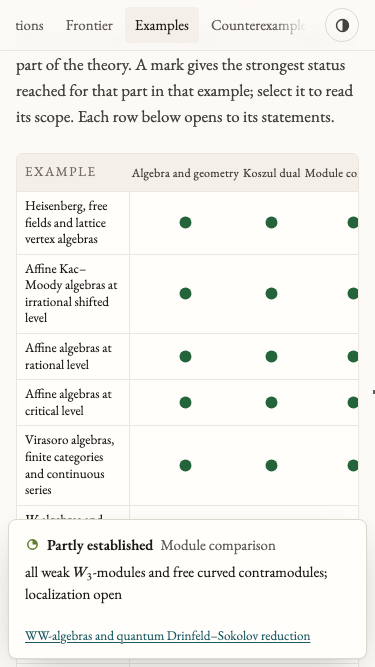 tions Frontier Examples Counterexamp
part of the theory. A mark gives the strongest status
reached for that part in that example; select it to read
its scope. Each row below opens to its statements.
EXAMPLE Algebra and geometry Koszul dual Module co
Heisenberg, free
fields and lattice
vertex algebras
Affine Kac–
Moody algebras at
irrational shifted
level
Affine algebras at
rational level
Affine algebras at
critical level
Virasoro algebras,
finite categories
and continuous
series
Partly established Module comparison
all weak W₃-modules and free curved contramodules;
localization open
WW-algebras and quantum Drinfeld–Sokolov reduction